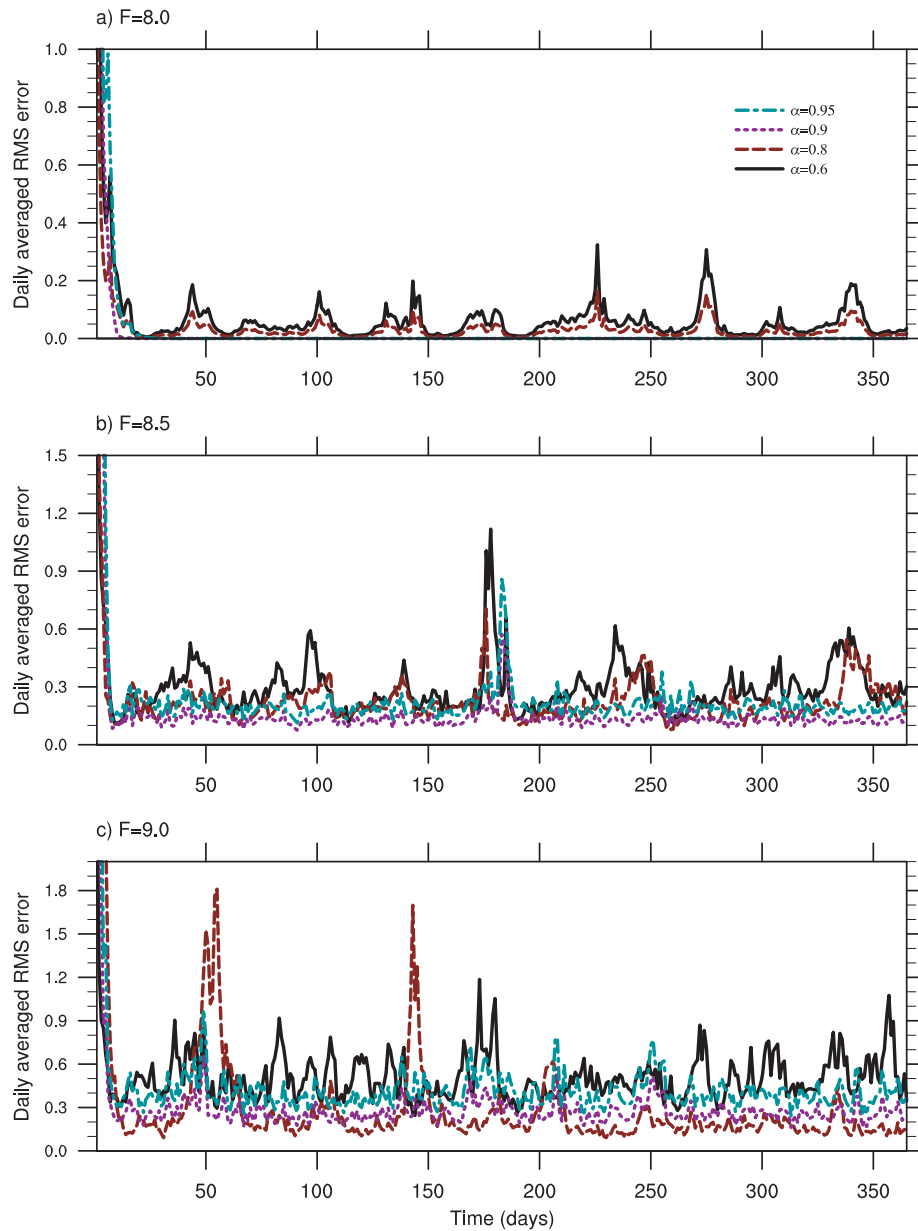 a) F=8.0
Daily averaged RMS error
1.0
0.8
0.6
0.4
0.2
0.0
α=0.95
α=0.9
α=0.8
α=0.6
50 100 150 200 250 300 350
b) F=8.5
Daily averaged RMS error
1.5
1.2
0.9
0.6
0.3
0.0
50 100 150 200 250 300 350
c) F=9.0
Daily averaged RMS error
1.8
1.5
1.2
0.9
0.6
0.3
0.0
50 100 150 200 250 300 350
Time (days)